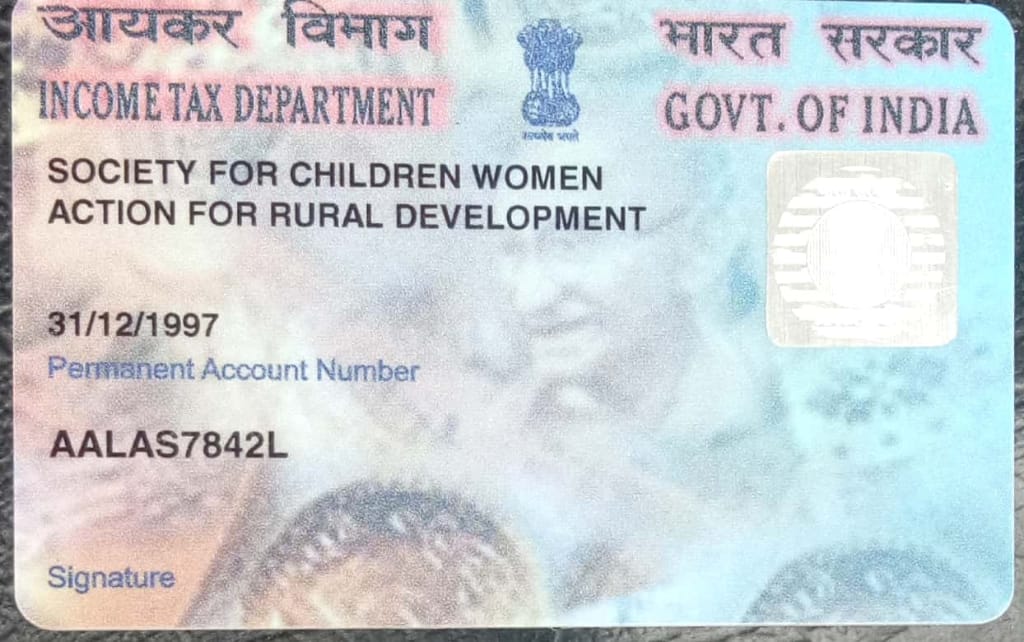 आयकर विभाग
INCOME TAX DEPARTMENT
सत्यमेव जयते
भारत सरकार
GOVT. OF INDIA
SOCIETY FOR CHILDREN WOMEN
ACTION FOR RURAL DEVELOPMENT
31/12/1997
Permanent Account Number
AALAS7842L
Signature